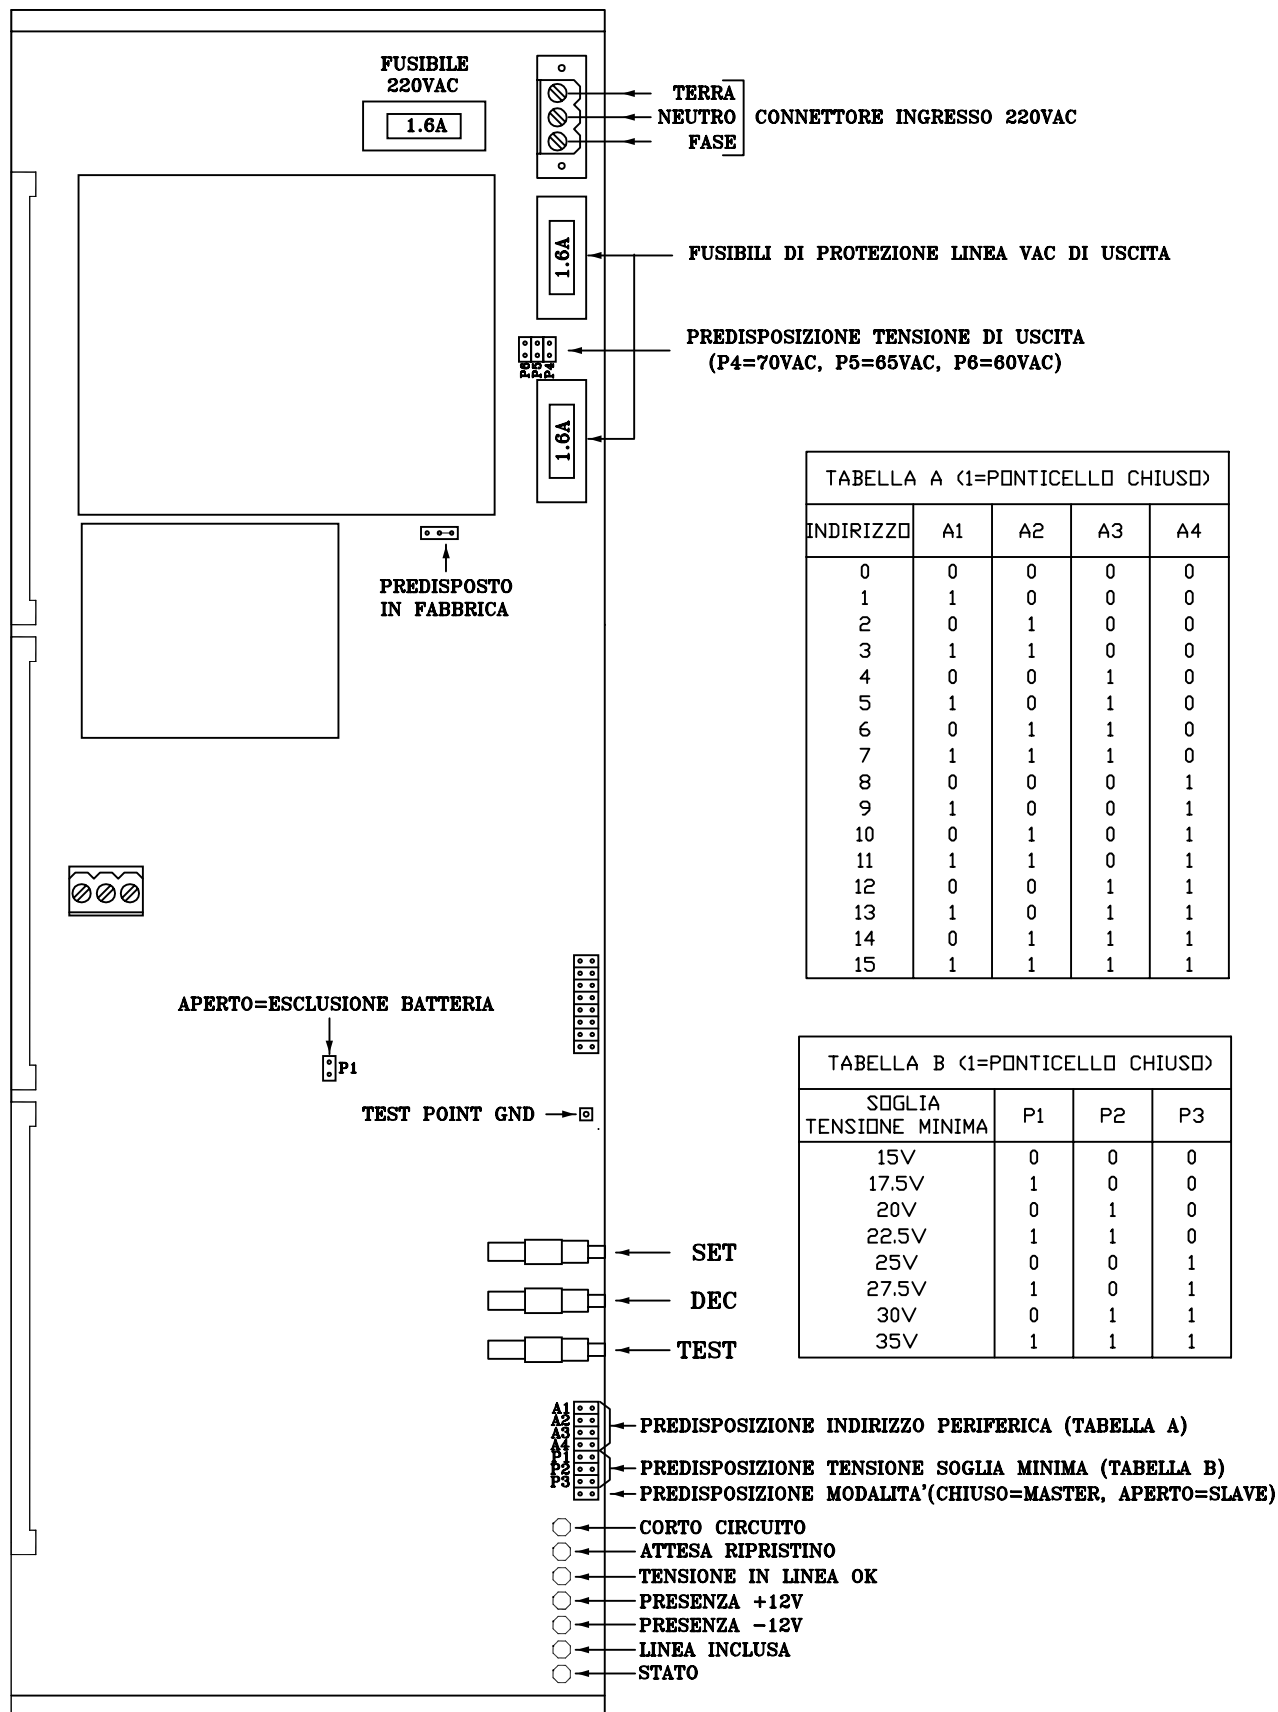 FUSIBILE
220VAC
1.6A
TERRA
NEUTRO
FASE
CONNETTORE INGRESSO 220VAC
1.6A
FUSIBILI DI PROTEZIONE LINEA VAC DI USCITA
PREDISPOSIZIONE TENSIONE DI USCITA
(P4=70VAC, P5=65VAC, P6=60VAC)
P6
P5
P4
1.6A
PREDISPOSTO
IN FABBRICA
TABELLA A (1=PONTICELLO CHIUSO)
INDIRIZZO A1 A2 A3 A4
0 0 0 0 0
1 1 0 0 0
2 0 1 0 0
3 1 1 0 0
4 0 0 1 0
5 1 0 1 0
6 0 1 1 0
7 1 1 1 0
8 0 0 0 1
9 1 0 0 1
10 0 1 0 1
11 1 1 0 1
12 0 0 1 1
13 1 0 1 1
14 0 1 1 1
15 1 1 1 1
APERTO=ESCLUSIONE BATTERIA
P1
TEST POINT GND
TABELLA B (1=PONTICELLO CHIUSO)
SOGLIA
TENSIONE MINIMA P1 P2 P3
15V 0 0 0
17.5V 1 0 0
20V 0 1 0
22.5V 1 1 0
25V 0 0 1
27.5V 1 0 1
30V 0 1 1
35V 1 1 1
SET
DEC
TEST
A1
A2
A3
A4
P1
P2
P3
PREDISPOSIZIONE INDIRIZZO PERIFERICA (TABELLA A)
PREDISPOSIZIONE TENSIONE SOGLIA MINIMA (TABELLA B)
PREDISPOSIZIONE MODALITA'(CHIUSO=MASTER, APERTO=SLAVE)
CORTO CIRCUITO
ATTESA RIPRISTINO
TENSIONE IN LINEA OK
PRESENZA +12V
PRESENZA -12V
LINEA INCLUSA
STATO